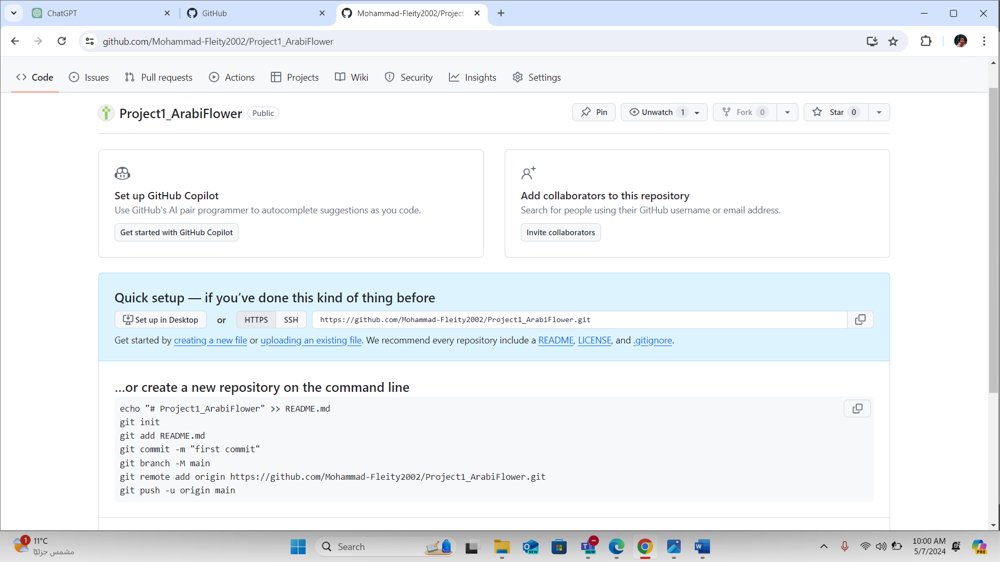 ChatGPT
GitHub
Mohammad-Fleity2002/Project
github.com/Mohammad-Fleity2002/Project1_ArabiFlower
Code
Issues
Pull requests
Actions
Projects
Wiki
Security
Insights
Settings
Project1_ArabiFlower
Public
Pin
Unwatch 1
Fork 0
Star 0
Set up GitHub Copilot
Use GitHub's AI pair programmer to autocomplete suggestions as you code.
Get started with GitHub Copilot
Add collaborators to this repository
Search for people using their GitHub username or email address.
Invite collaborators
Quick setup — if you’ve done this kind of thing before
Set up in Desktop
or
HTTPS
SSH
https://github.com/Mohammad-Fleity2002/Project1_ArabiFlower.git
Get started by creating a new file or uploading an existing file. We recommend every repository include a README, LICENSE, and .gitignore.
…or create a new repository on the command line
echo "# Project1_ArabiFlower" >> README.md
git init
git add README.md
git commit -m "first commit"
git branch -M main
git remote add origin https://github.com/Mohammad-Fleity2002/Project1_ArabiFlower.git
git push -u origin main
1
11°C
مشمس جزئيًا
Search
NEW
NEW
W
10:00 AM
5/7/2024
PRE